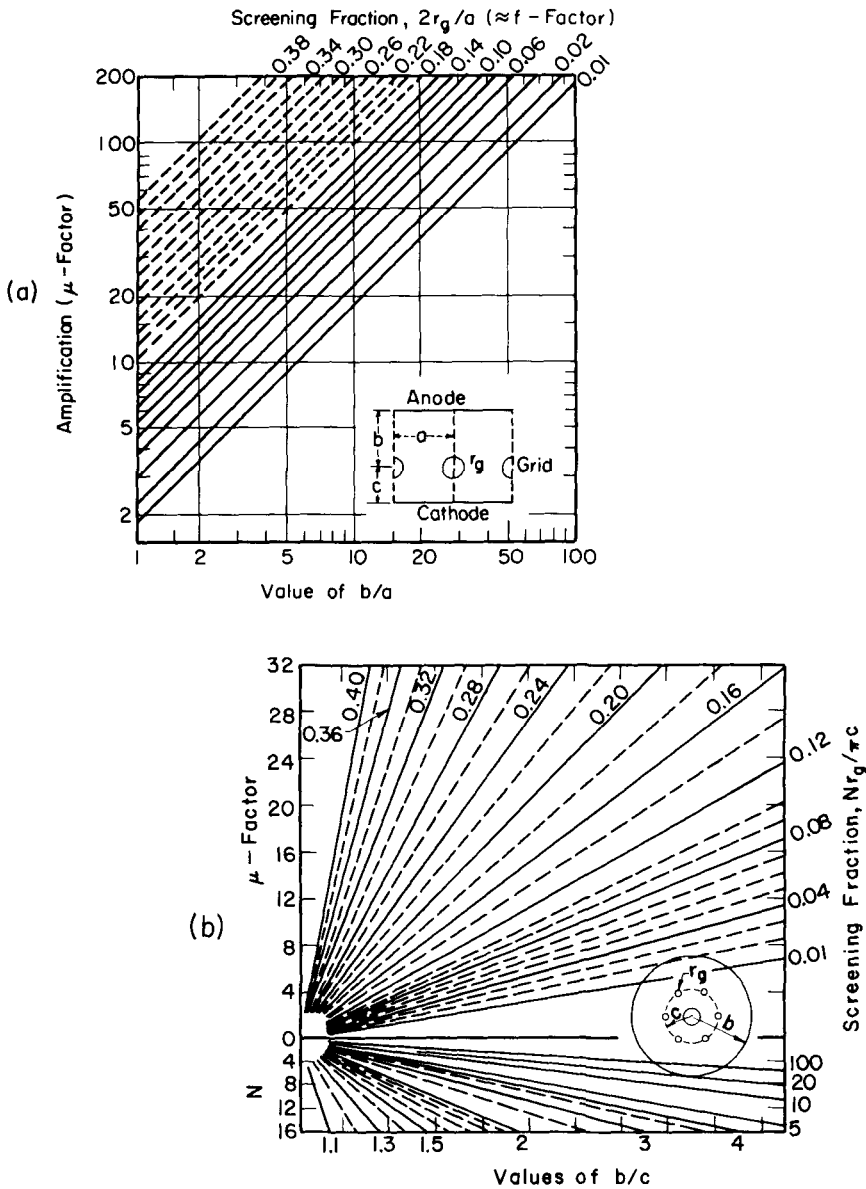 Screening Fraction, 2rg/a (≈f-Factor)
0.38 0.34 0.30 0.26 0.22 0.18 0.14 0.10 0.06 0.02 0.01
(a)
Amplification (μ-Factor)
200
100
50
20
10
5
2
Anode
b
a
rg
Grid
c
Cathode
1 2 5 10 20 50 100
Value of b/a
(b)
μ-Factor
32
28
24
20
16
12
8
4
0
N
4
8
12
16
0.40
0.36
0.32
0.28
0.24
0.20
0.16
0.12
0.08
0.04
0.01
Screening Fraction, Nrg/πc
rg
c
b
100
20
10
5
1.1 1.3 1.5 2 3 4
Values of b/c